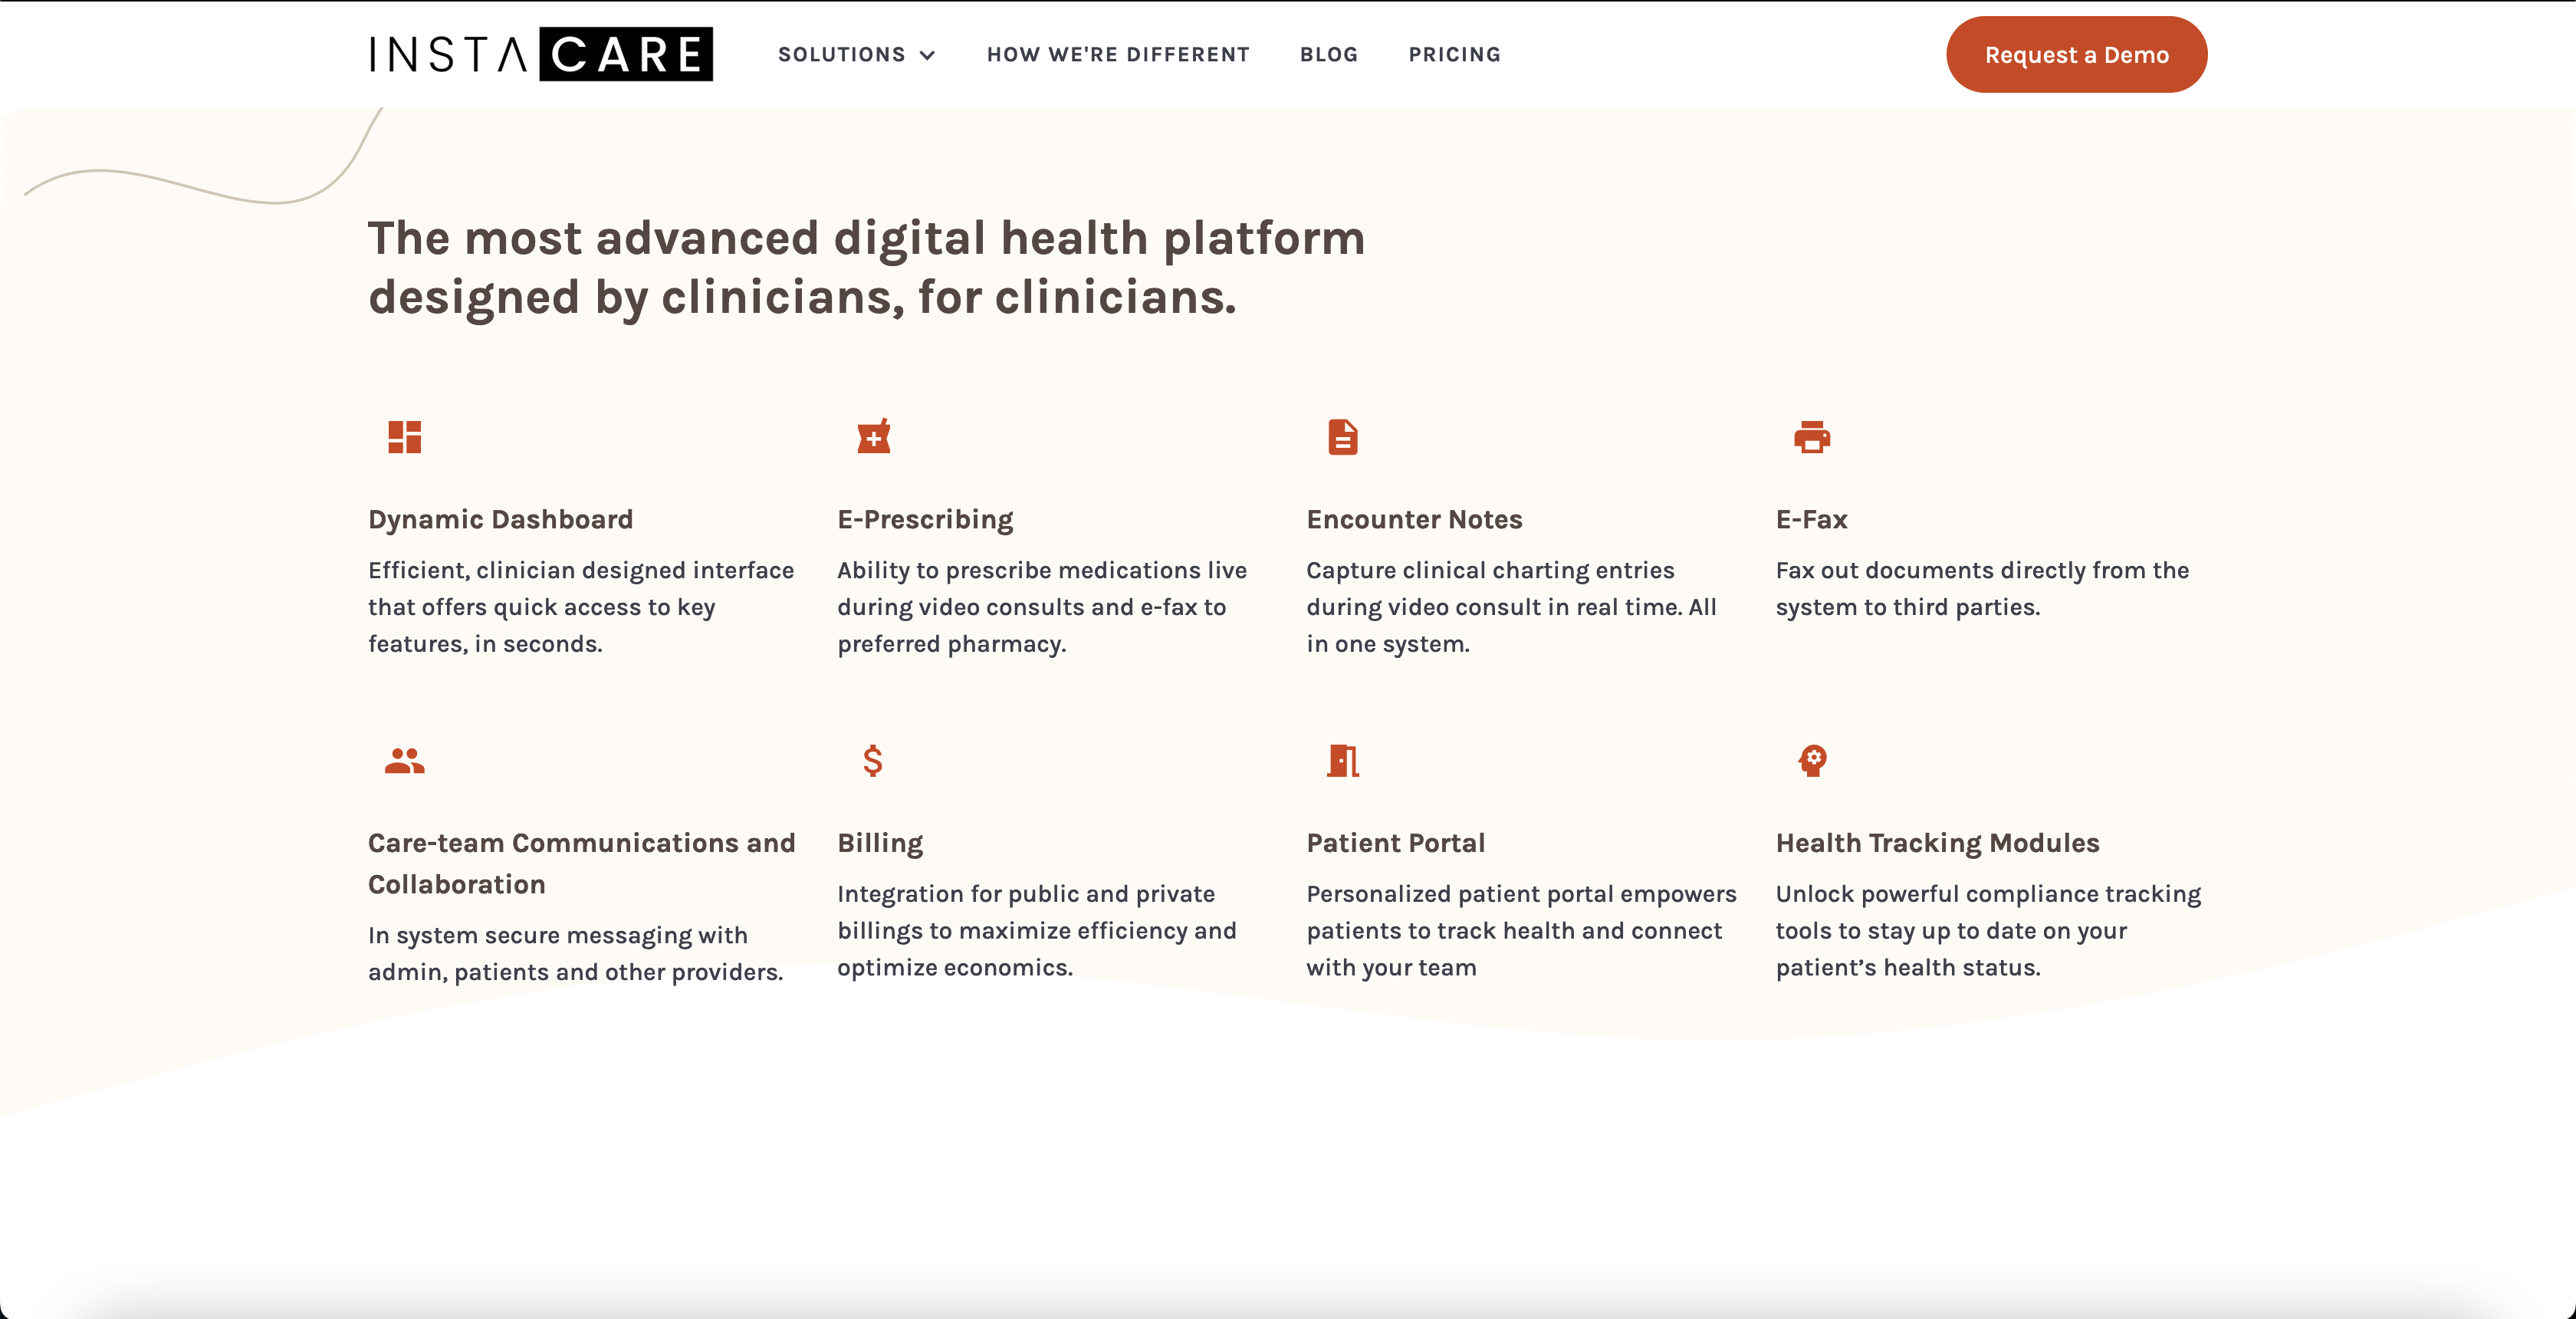 INSTACARE
SOLUTIONS
HOW WE'RE DIFFERENT
BLOG
PRICING
Request a Demo
The most advanced digital health platform
designed by clinicians, for clinicians.
Dynamic Dashboard
Efficient, clinician designed interface
that offers quick access to key
features, in seconds.
E-Prescribing
Ability to prescribe medications live
during video consults and e-fax to
preferred pharmacy.
Encounter Notes
Capture clinical charting entries
during video consult in real time. All
in one system.
E-Fax
Fax out documents directly from the
system to third parties.
Care-team Communications and
Collaboration
In system secure messaging with
admin, patients and other providers.
Billing
Integration for public and private
billings to maximize efficiency and
optimize economics.
Patient Portal
Personalized patient portal empowers
patients to track health and connect
with your team
Health Tracking Modules
Unlock powerful compliance tracking
tools to stay up to date on your
patient’s health status.